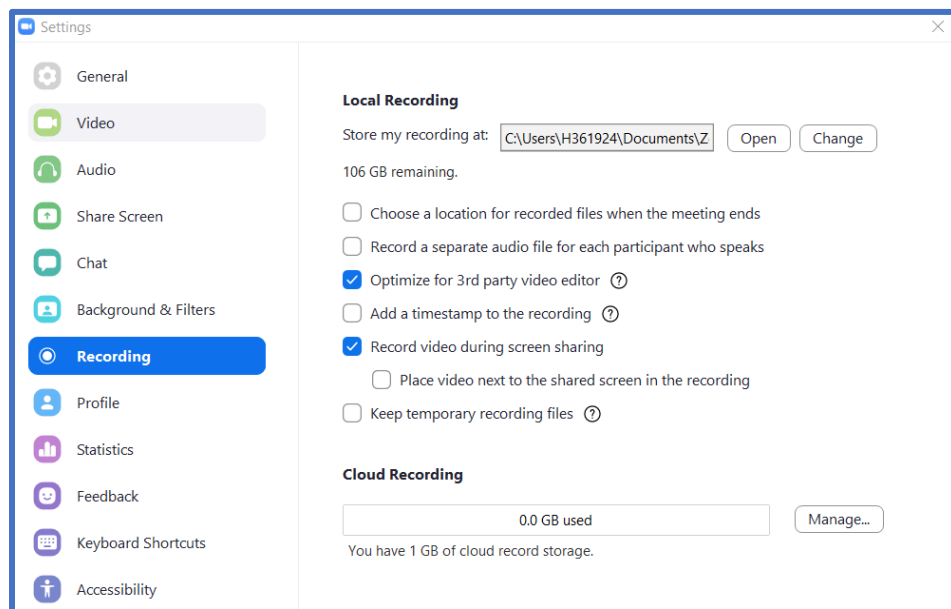 Settings
General
Video
Audio
Share Screen
Chat
Background & Filters
Recording
Profile
Statistics
Feedback
Keyboard Shortcuts
Accessibility
Local Recording
Store my recording at: C:\Users\H361924\Documents\Z Open Change
106 GB remaining.
Choose a location for recorded files when the meeting ends
Record a separate audio file for each participant who speaks
Optimize for 3rd party video editor ?
Add a timestamp to the recording ?
Record video during screen sharing
Place video next to the shared screen in the recording
Keep temporary recording files ?
Cloud Recording
0.0 GB used Manage...
You have 1 GB of cloud record storage.